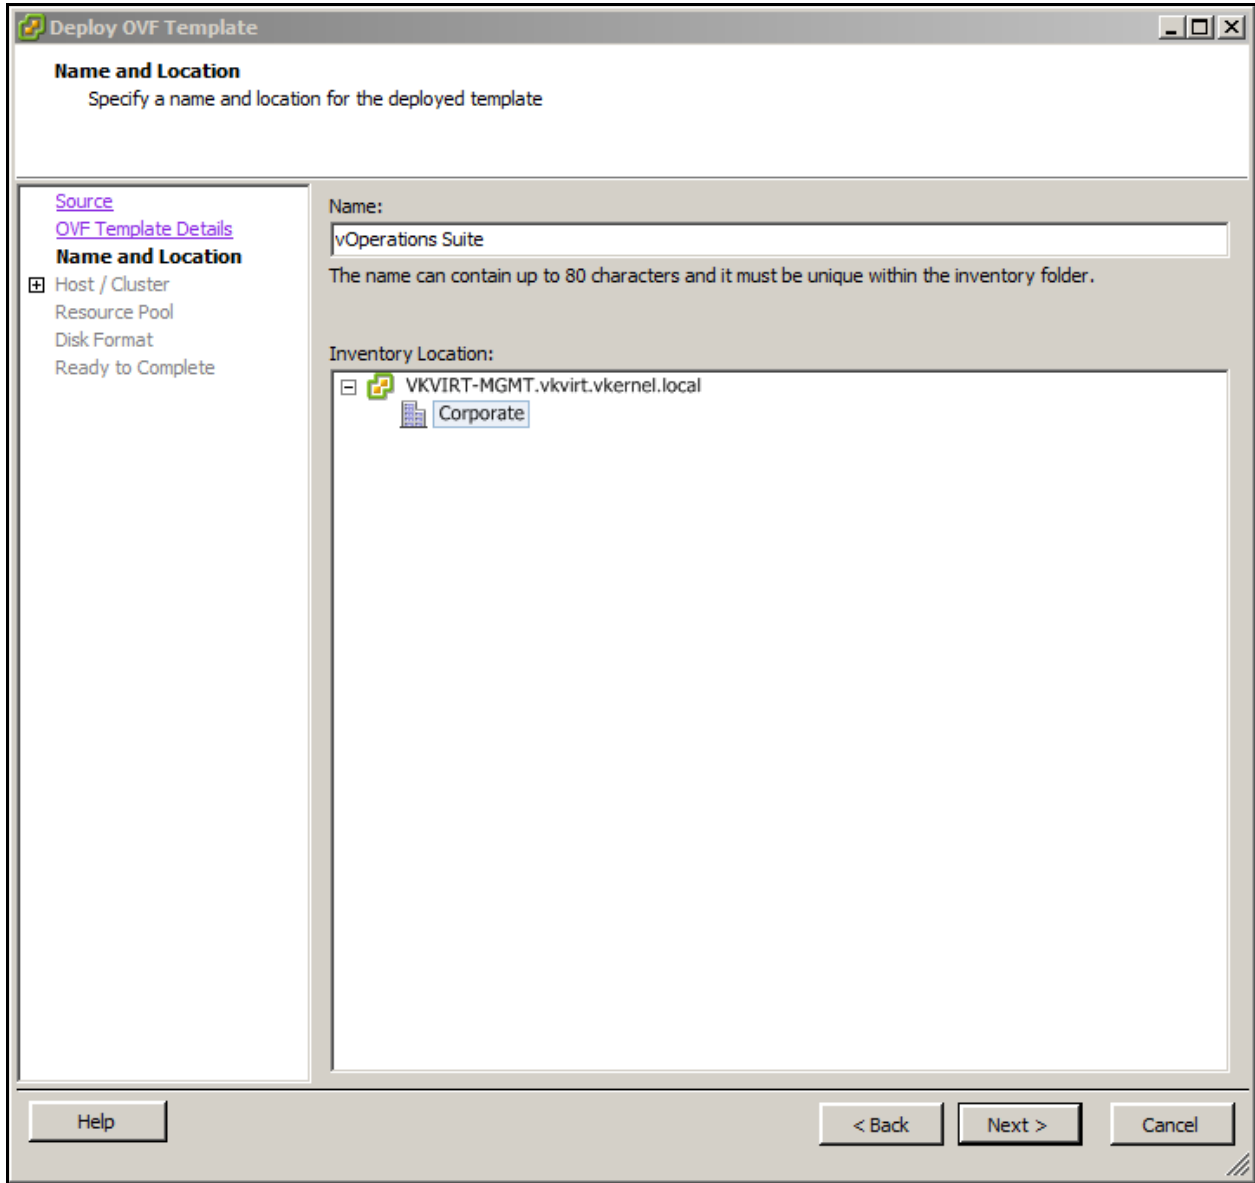 Deploy OVF Template
Name and Location
Specify a name and location for the deployed template
Source
OVF Template Details
Name and Location
Host / Cluster
Resource Pool
Disk Format
Ready to Complete
Name:
vOperations Suite
The name can contain up to 80 characters and it must be unique within the inventory folder.
Inventory Location:
VKVIRT-MGMT.vkvirt.vkernel.local
Corporate
Help
< Back
Next >
Cancel